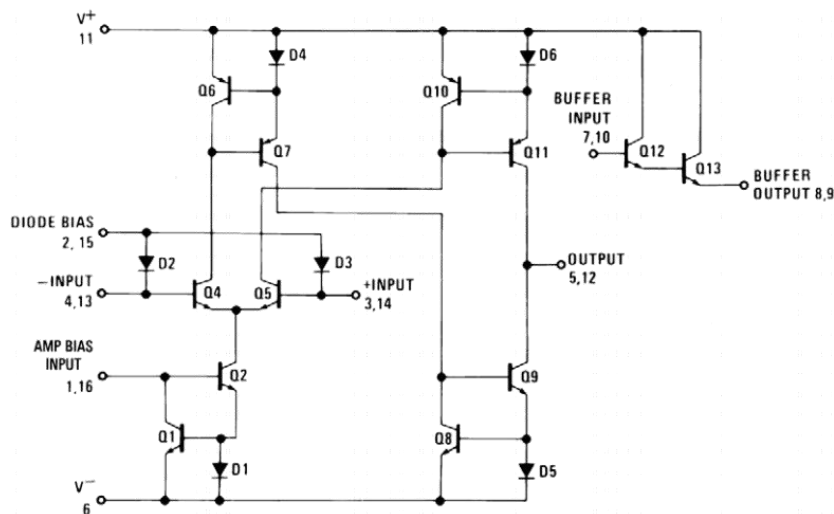 V+
11
D4
D6
Q6
Q10
BUFFER
INPUT
7,10
Q7
Q11
Q12
Q13
BUFFER
OUTPUT 8,9
DIODE BIAS
2, 15
D2
D3
OUTPUT
5,12
–INPUT
4,13
Q4
Q5
+INPUT
3,14
AMP BIAS
INPUT
1,16
Q2
Q9
Q1
Q8
D1
D5
V–
6